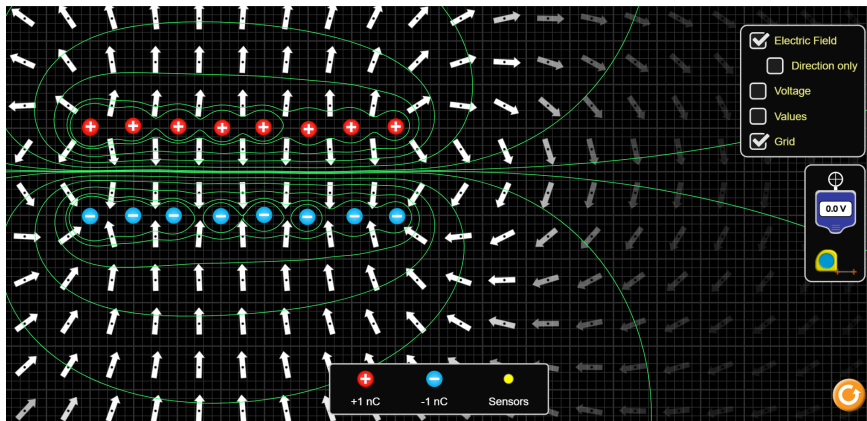 Electric Field
Direction only
Voltage
Values
Grid
0.0 V
+1 nC
-1 nC
Sensors